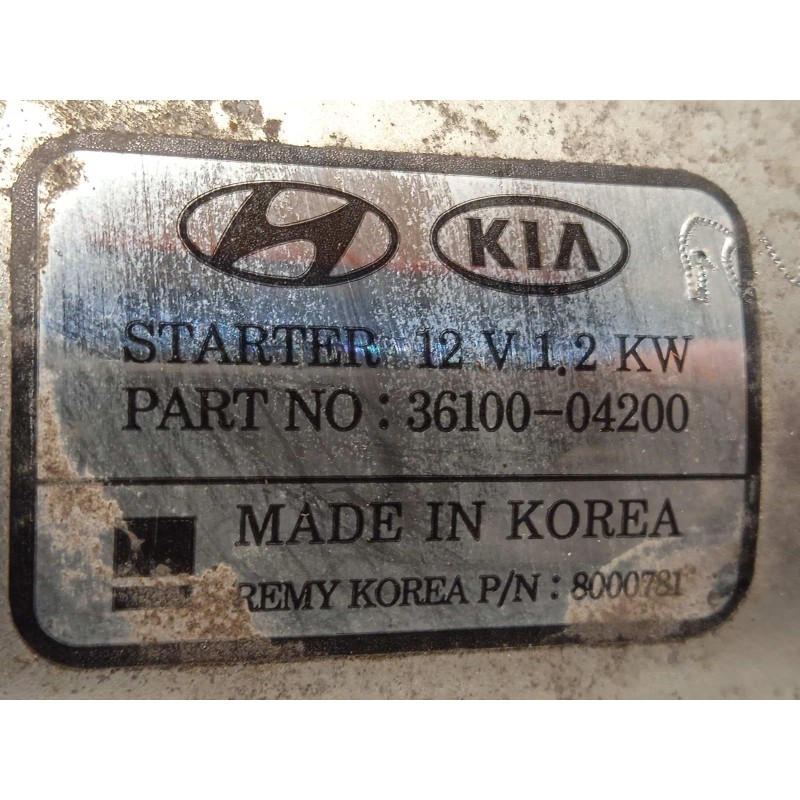 KIA
STARTER 12 V 1.2 KW
PART NO : 36100-04200
MADE IN KOREA
REMY KOREA P/N : 8000781